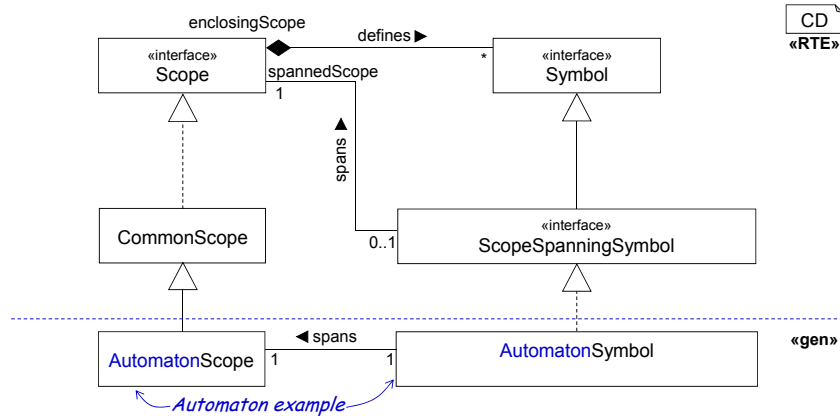 enclosingScope
defines ▶
CD
«RTE»
«interface»
Scope
«interface»
Symbol
*
spannedScope
1
spans ▶
CommonScope
0..1
«interface»
ScopeSpanningSymbol
AutomatonScope
1
◀ spans
1
AutomatonSymbol
«gen»
Automaton example